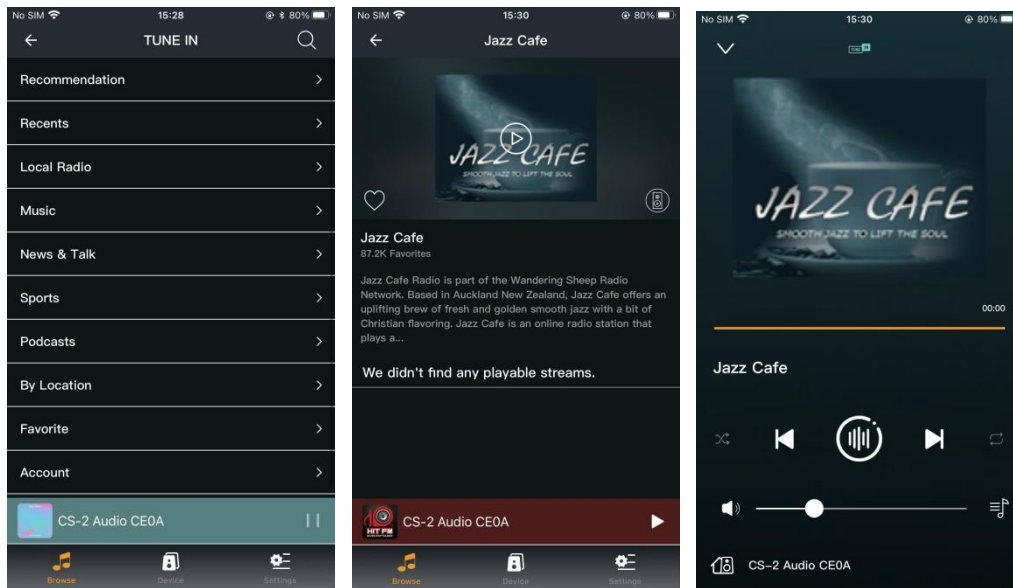 No SIM 15:28 80%
TUNE IN
Recommendation
Recents
Local Radio
Music
News & Talk
Sports
Podcasts
By Location
Favorite
Account
CS-2 Audio CE0A
Browse Device Settings
No SIM 15:30 80%
Jazz Cafe
JAZZ CAFE
SMOOTH JAZZ TO LIFT THE SOUL
Jazz Cafe
87.2K Favorites
Jazz Cafe Radio is part of the Wandering Sheep Radio
Network. Based in Auckland New Zealand, Jazz Cafe offers an
uplifting brew of fresh and golden smooth jazz with a bit of
Christian flavoring. Jazz Cafe is an online radio station that
plays a...
We didn't find any playable streams.
HIT FM
CS-2 Audio CE0A
Browse Device Settings
No SIM 15:30 80%
TUNE IN
JAZZ CAFE
SMOOTH JAZZ TO LIFT THE SOUL
00:00
Jazz Cafe
CS-2 Audio CE0A